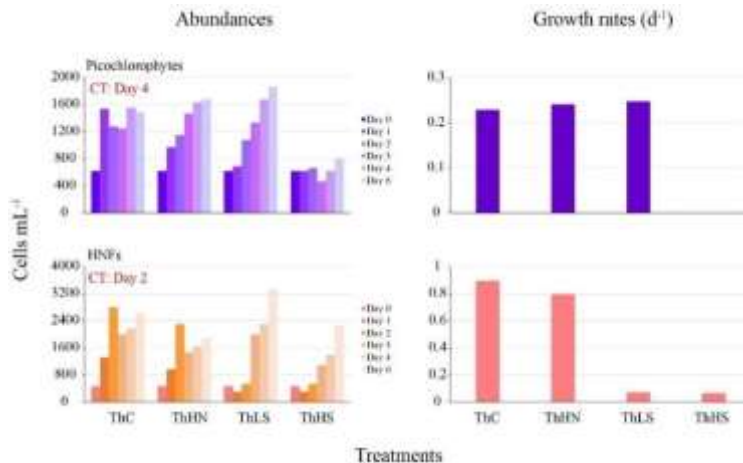 Abundances
Growth rates (d⁻¹)
Picochlorophytes
CT: Day 4
2000
1600
1200
800
400
0
Day 0
Day 1
Day 2
Day 3
Day 4
Day 6
0.3
0.2
0.1
0
Cells mL⁻¹
HNFs
CT: Day 2
4000
3200
2400
1600
800
0
ThC
ThHN
ThLS
ThHS
Day 0
Day 1
Day 2
Day 3
Day 4
Day 6
1
0.8
0.6
0.4
0.2
0
ThC
ThHN
ThLS
ThHS
Treatments